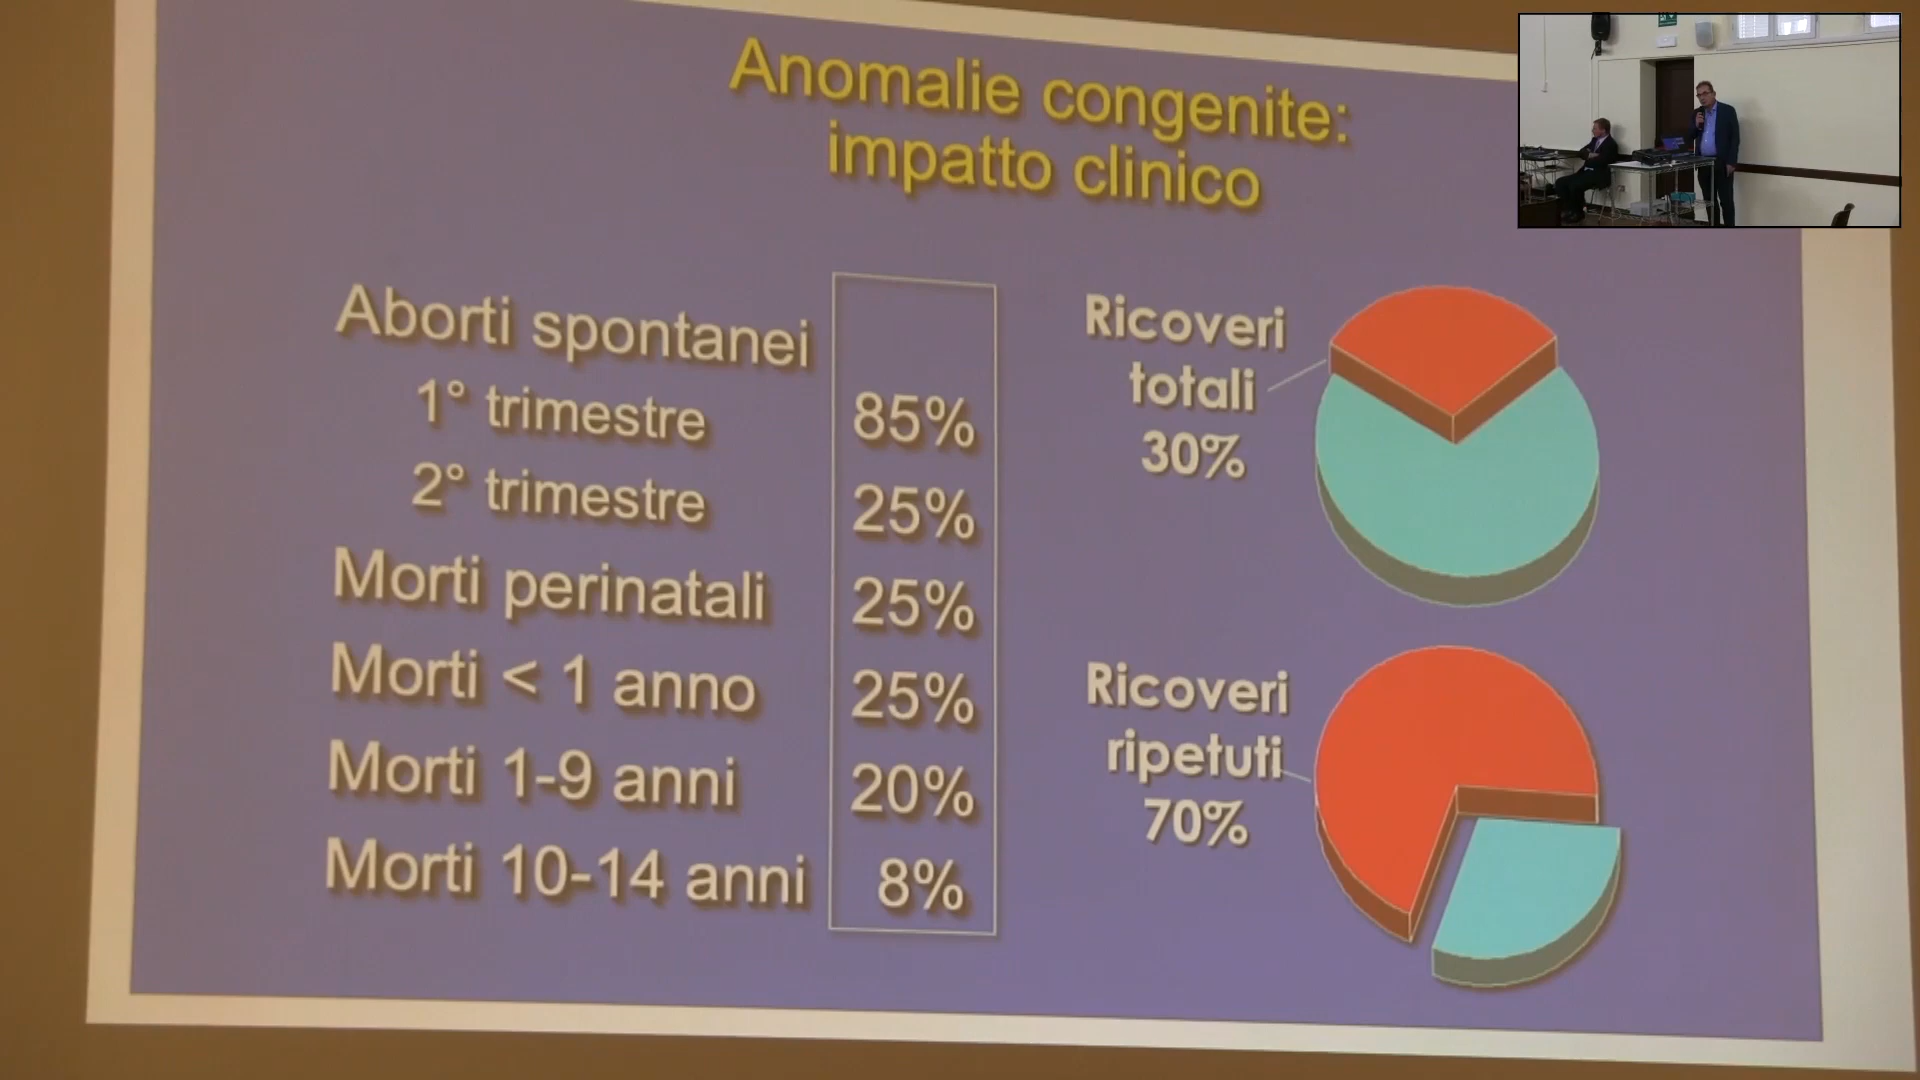 Anomalie congenite:
impatto clinico
Aborti spontanei
1° trimestre 85%
2° trimestre 25%
Morti perinatali 25%
Morti < 1 anno 25%
Morti 1-9 anni 20%
Morti 10-14 anni 8%
Ricoveri
totali
30%
Ricoveri
ripetuti
70%